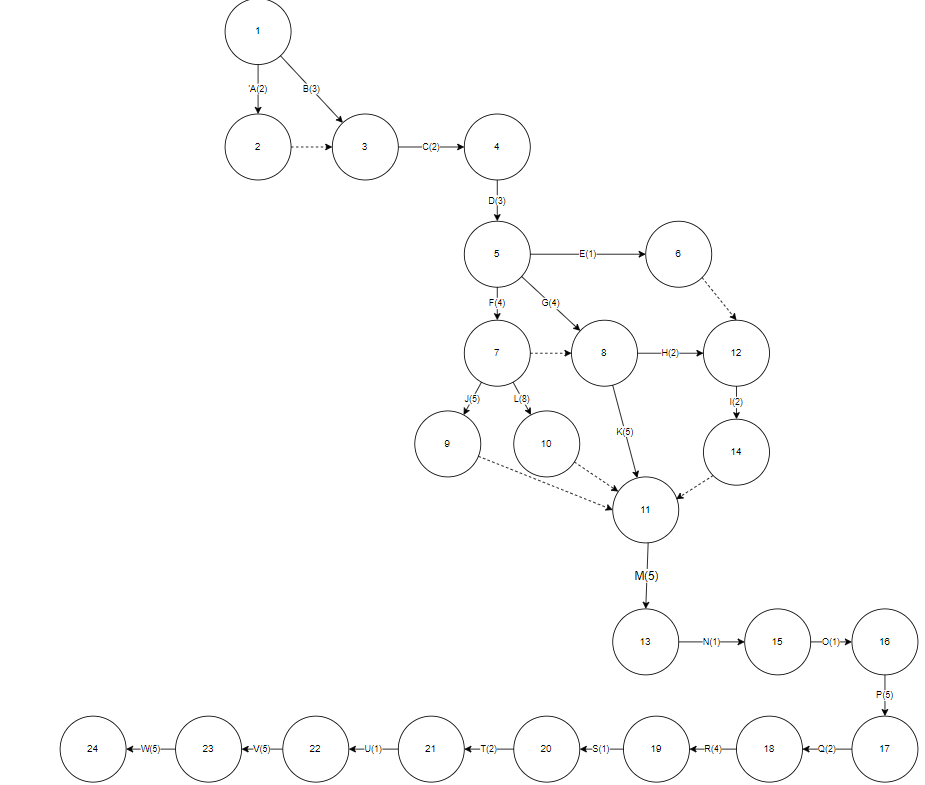 1
'A(2)
B(3)
2
3
C(2)
4
D(3)
5
E(1)
6
F(4)
G(4)
7
8
H(2)
12
J(5)
L(8)
I(2)
9
10
K(5)
14
11
M(5)
13
N(1)
15
O(1)
16
P(5)
24
W(5)
23
V(5)
22
U(1)
21
T(2)
20
S(1)
19
R(4)
18
Q(2)
17